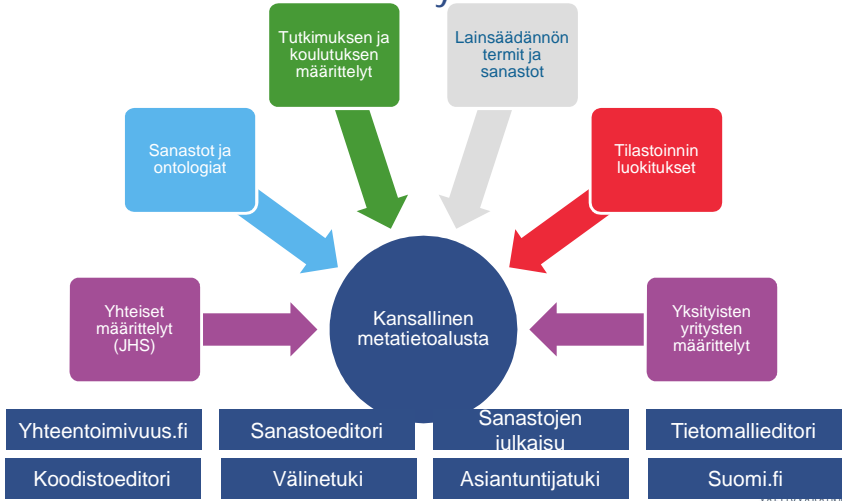 Tutkimuksen ja
koulutuksen
määrittelyt
Lainsäädännön
termit ja
sanastot
Sanastot ja
ontologiat
Tilastoinnin
luokitukset
Yhteiset
määrittelyt
(JHS)
Kansallinen
metatietoalusta
Yksityisten
yritysten
määrittelyt
Yhteentoimivuus.fi
Sanastoeditori
Sanastojen
julkaisu
Tietomallieditori
Koodistoeditori
Välinetuki
Asiantuntijatuki
Suomi.fi